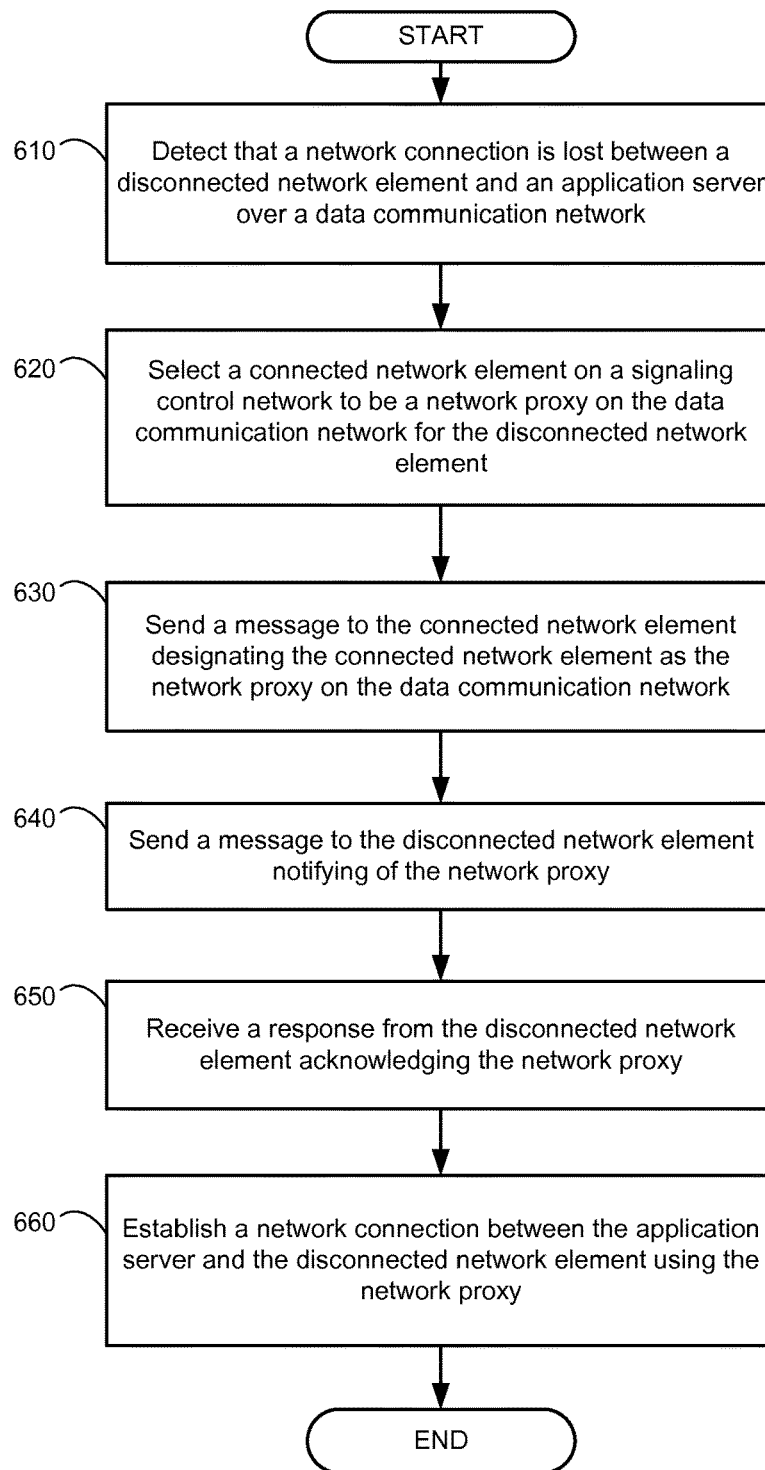 START
610
Detect that a network connection is lost between a
disconnected network element and an application server
over a data communication network
620
Select a connected network element on a signaling
control network to be a network proxy on the data
communication network for the disconnected network
element
630
Send a message to the connected network element
designating the connected network element as the
network proxy on the data communication network
640
Send a message to the disconnected network element
notifying of the network proxy
650
Receive a response from the disconnected network
element acknowledging the network proxy
660
Establish a network connection between the application
server and the disconnected network element using the
network proxy
END